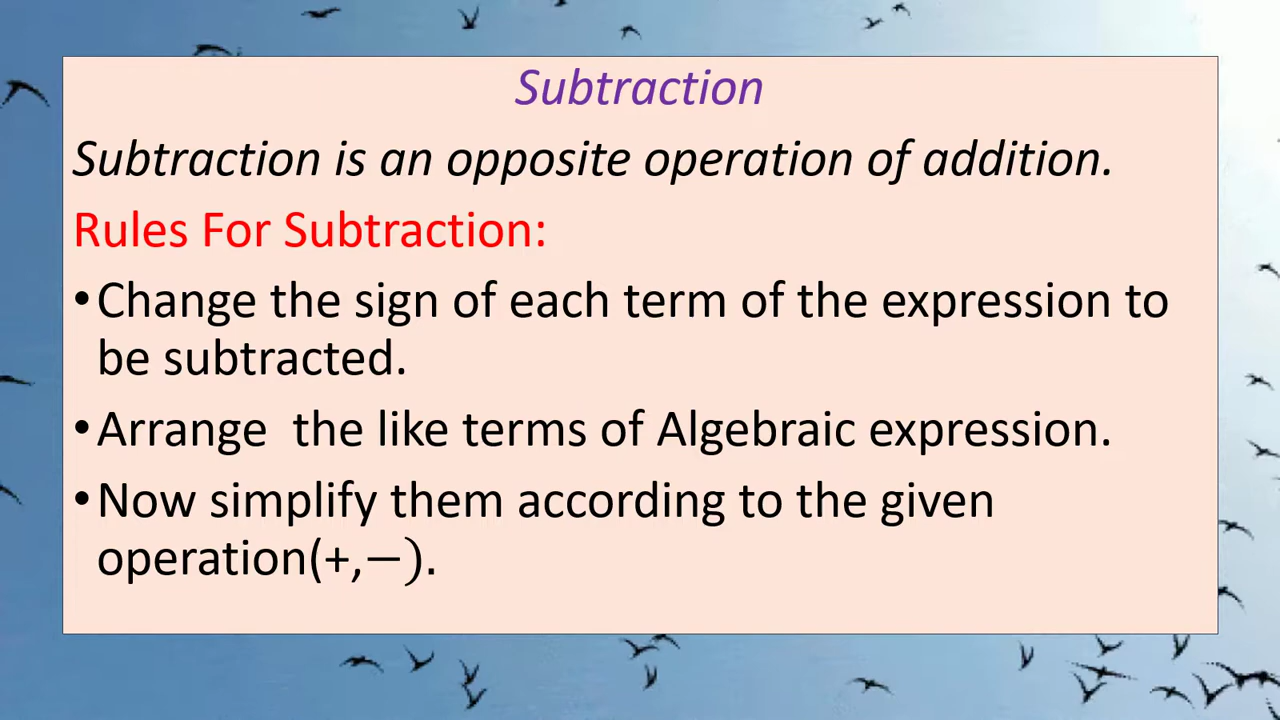 Subtraction
Subtraction is an opposite operation of addition.
Rules For Subtraction:
•Change the sign of each term of the expression to
be subtracted.
•Arrange  the like terms of Algebraic expression.
•Now simplify them according to the given
operation(+,−).